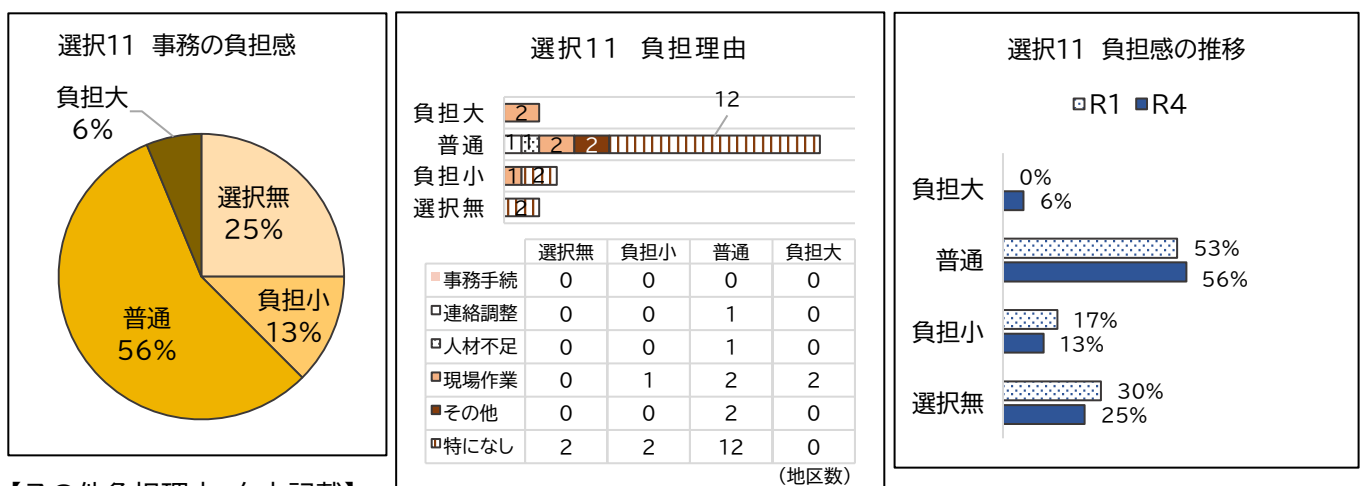 選択11 事務の負担感
負担大
6%
選択無
25%
負担小
13%
普通
56%
選択11 負担理由
12
負担大 2
普通 1 1 2 2
負担小 1 2
選択無 2
選択無 負担小 普通 負担大
事務手続 0 0 0 0
連絡調整 0 0 1 0
人材不足 0 0 1 0
現場作業 0 1 2 2
その他 0 0 2 0
特になし 2 2 12 0
(地区数)
選択11 負担感の推移
R1 R4
負担大 0%
6%
普通 53%
56%
負担小 17%
13%
選択無 30%
25%